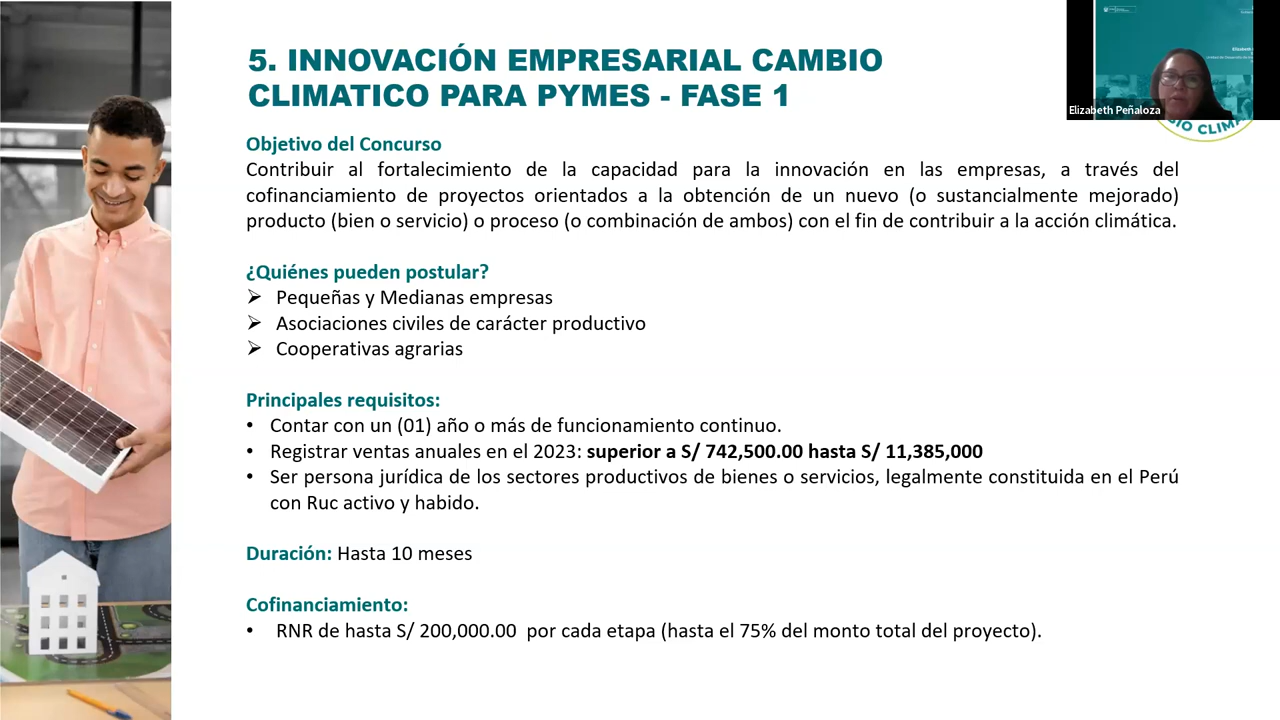 5. INNOVACIÓN EMPRESARIAL CAMBIO
CLIMATICO PARA PYMES - FASE 1
Elizabeth Peñaloza
Objetivo del Concurso
Contribuir al fortalecimiento de la capacidad para la innovación en las empresas, a través del
cofinanciamiento de proyectos orientados a la obtención de un nuevo (o sustancialmente mejorado)
producto (bien o servicio) o proceso (o combinación de ambos) con el fin de contribuir a la acción climática.
¿Quiénes pueden postular?
➢ Pequeñas y Medianas empresas
➢ Asociaciones civiles de carácter productivo
➢ Cooperativas agrarias
Principales requisitos:
• Contar con un (01) año o más de funcionamiento continuo.
• Registrar ventas anuales en el 2023: superior a S/ 742,500.00 hasta S/ 11,385,000
• Ser persona jurídica de los sectores productivos de bienes o servicios, legalmente constituida en el Perú
con Ruc activo y habido.
Duración: Hasta 10 meses
Cofinanciamiento:
• RNR de hasta S/ 200,000.00 por cada etapa (hasta el 75% del monto total del proyecto).